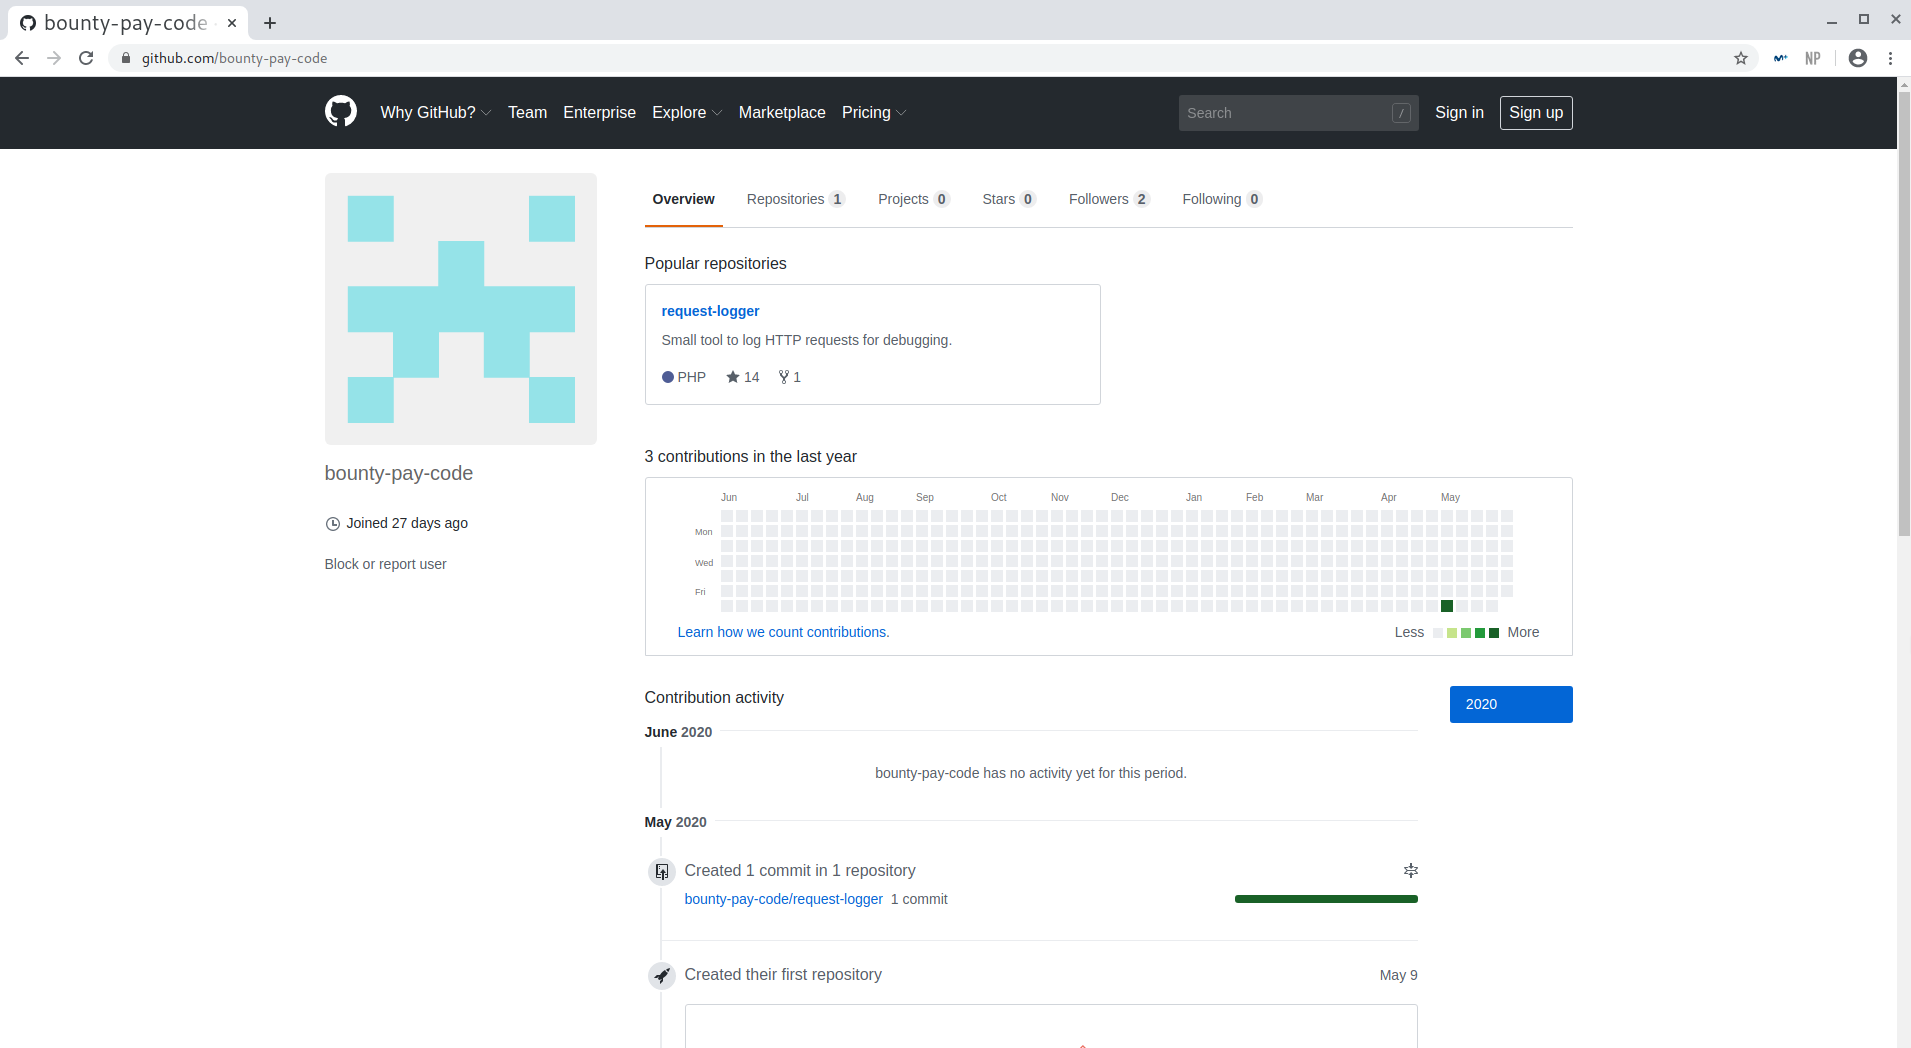 bounty-pay-code
github.com/bounty-pay-code
NP
Why GitHub? Team Enterprise Explore Marketplace Pricing Search / Sign in Sign up
Overview Repositories 1 Projects 0 Stars 0 Followers 2 Following 0
Popular repositories
request-logger
Small tool to log HTTP requests for debugging.
PHP 14 1
bounty-pay-code
Joined 27 days ago
Block or report user
3 contributions in the last year
Jun Jul Aug Sep Oct Nov Dec Jan Feb Mar Apr May
Mon
Wed
Fri
Learn how we count contributions. Less More
Contribution activity
2020
June 2020
bounty-pay-code has no activity yet for this period.
May 2020
Created 1 commit in 1 repository
bounty-pay-code/request-logger 1 commit
Created their first repository May 9